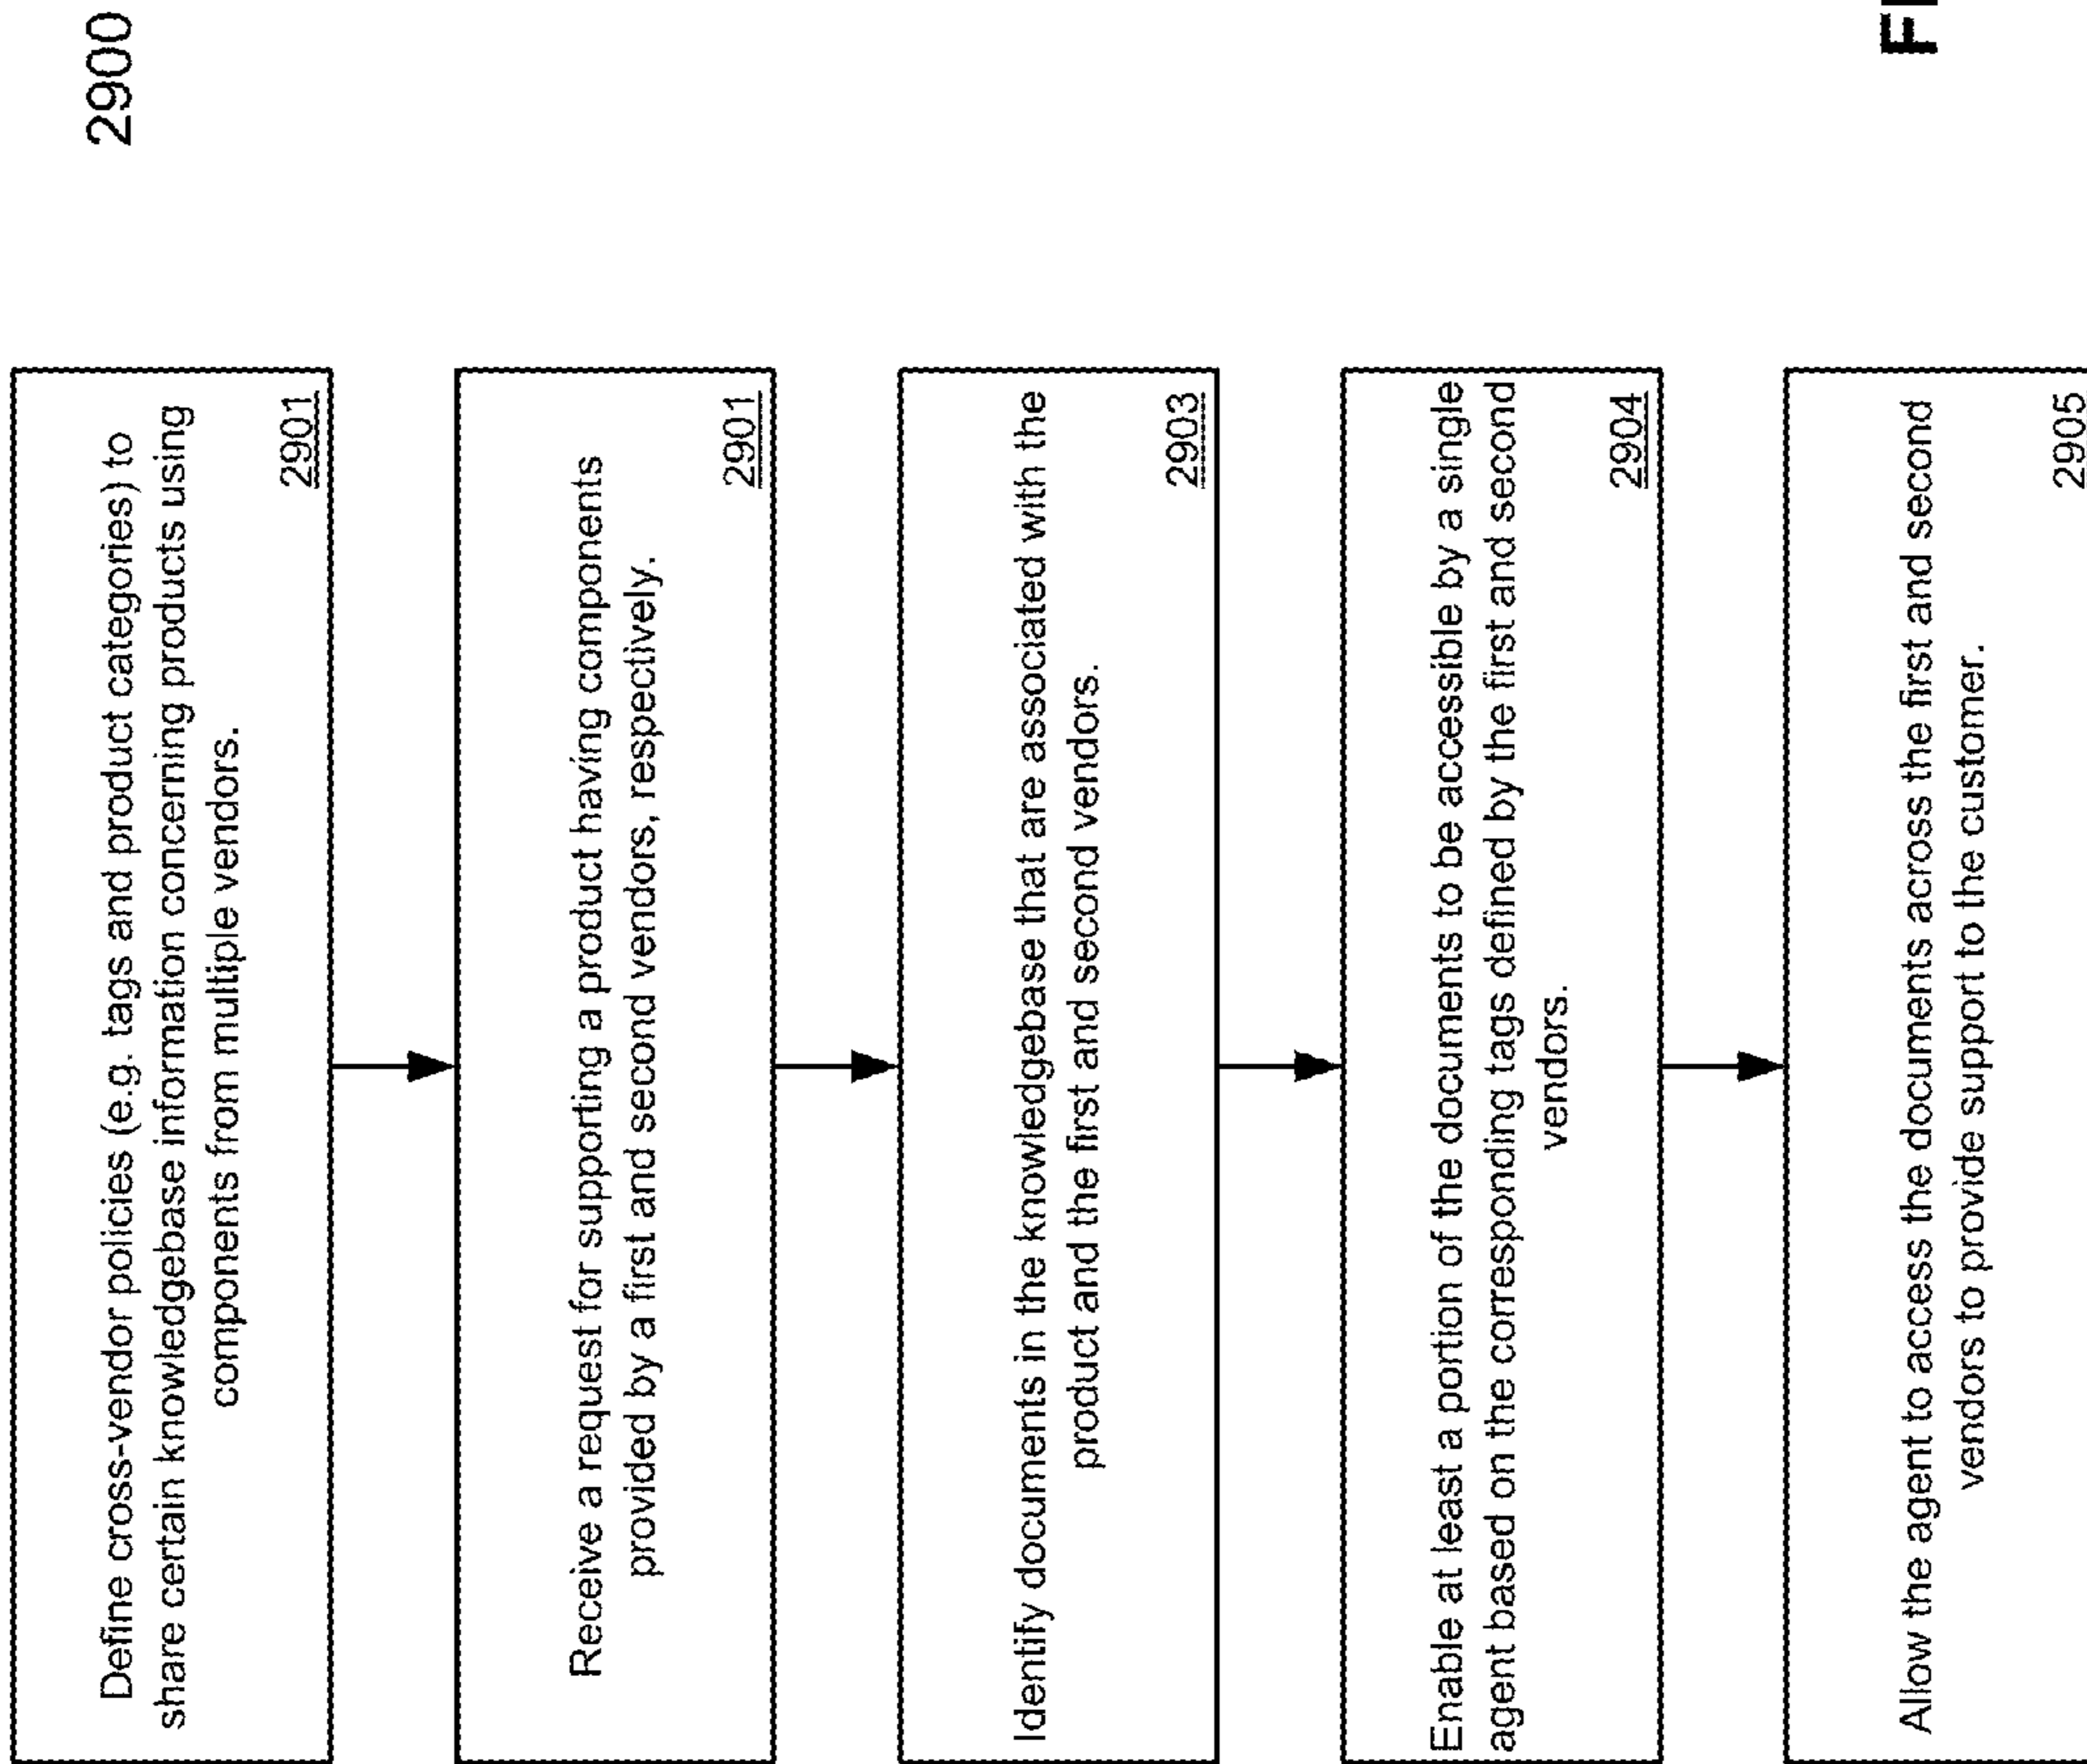 2900
Define cross-vendor policies (e.g. tags and product categories) to
share certain knowledgebase information concerning products using
components from multiple vendors.
2901
Receive a request for supporting a product having components
provided by a first and second vendors, respectively.
2901
Identify documents in the knowledgebase that are associated with the
product and the first and second vendors.
2903
Enable at least a portion of the documents to be accessible by a single
agent based on the corresponding tags defined by the first and second
vendors.
2904
Allow the agent to access the documents across the first and second
vendors to provide support to the customer.
2905